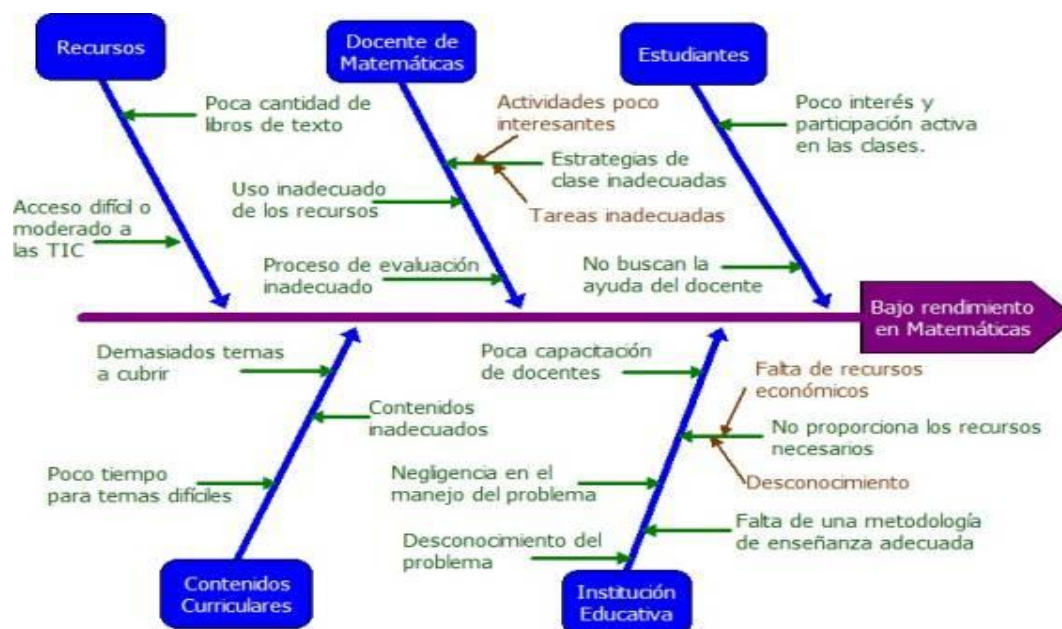 Recursos
Docente de
Matemáticas
Estudiantes
Poca cantidad de
libros de texto
Actividades poco
interesantes
Poco interés y
participación activa
en las clases.
Estrategias de
clase inadecuadas
Uso inadecuado
de los recursos
Tareas inadecuadas
Acceso difícil o
moderado a
las TIC
Proceso de evaluación
inadecuado
No buscan la
ayuda del docente
Bajo rendimiento
en Matemáticas
Demasiados temas
a cubrir
Poca capacitación
de docentes
Falta de recursos
económicos
Contenidos
inadecuados
No proporciona los recursos
necesarios
Poco tiempo
para temas difíciles
Negligencia en el
manejo del problema
Desconocimiento
Falta de una metodología
de enseñanza adecuada
Desconocimiento del
problema
Contenidos
Curriculares
Institución
Educativa